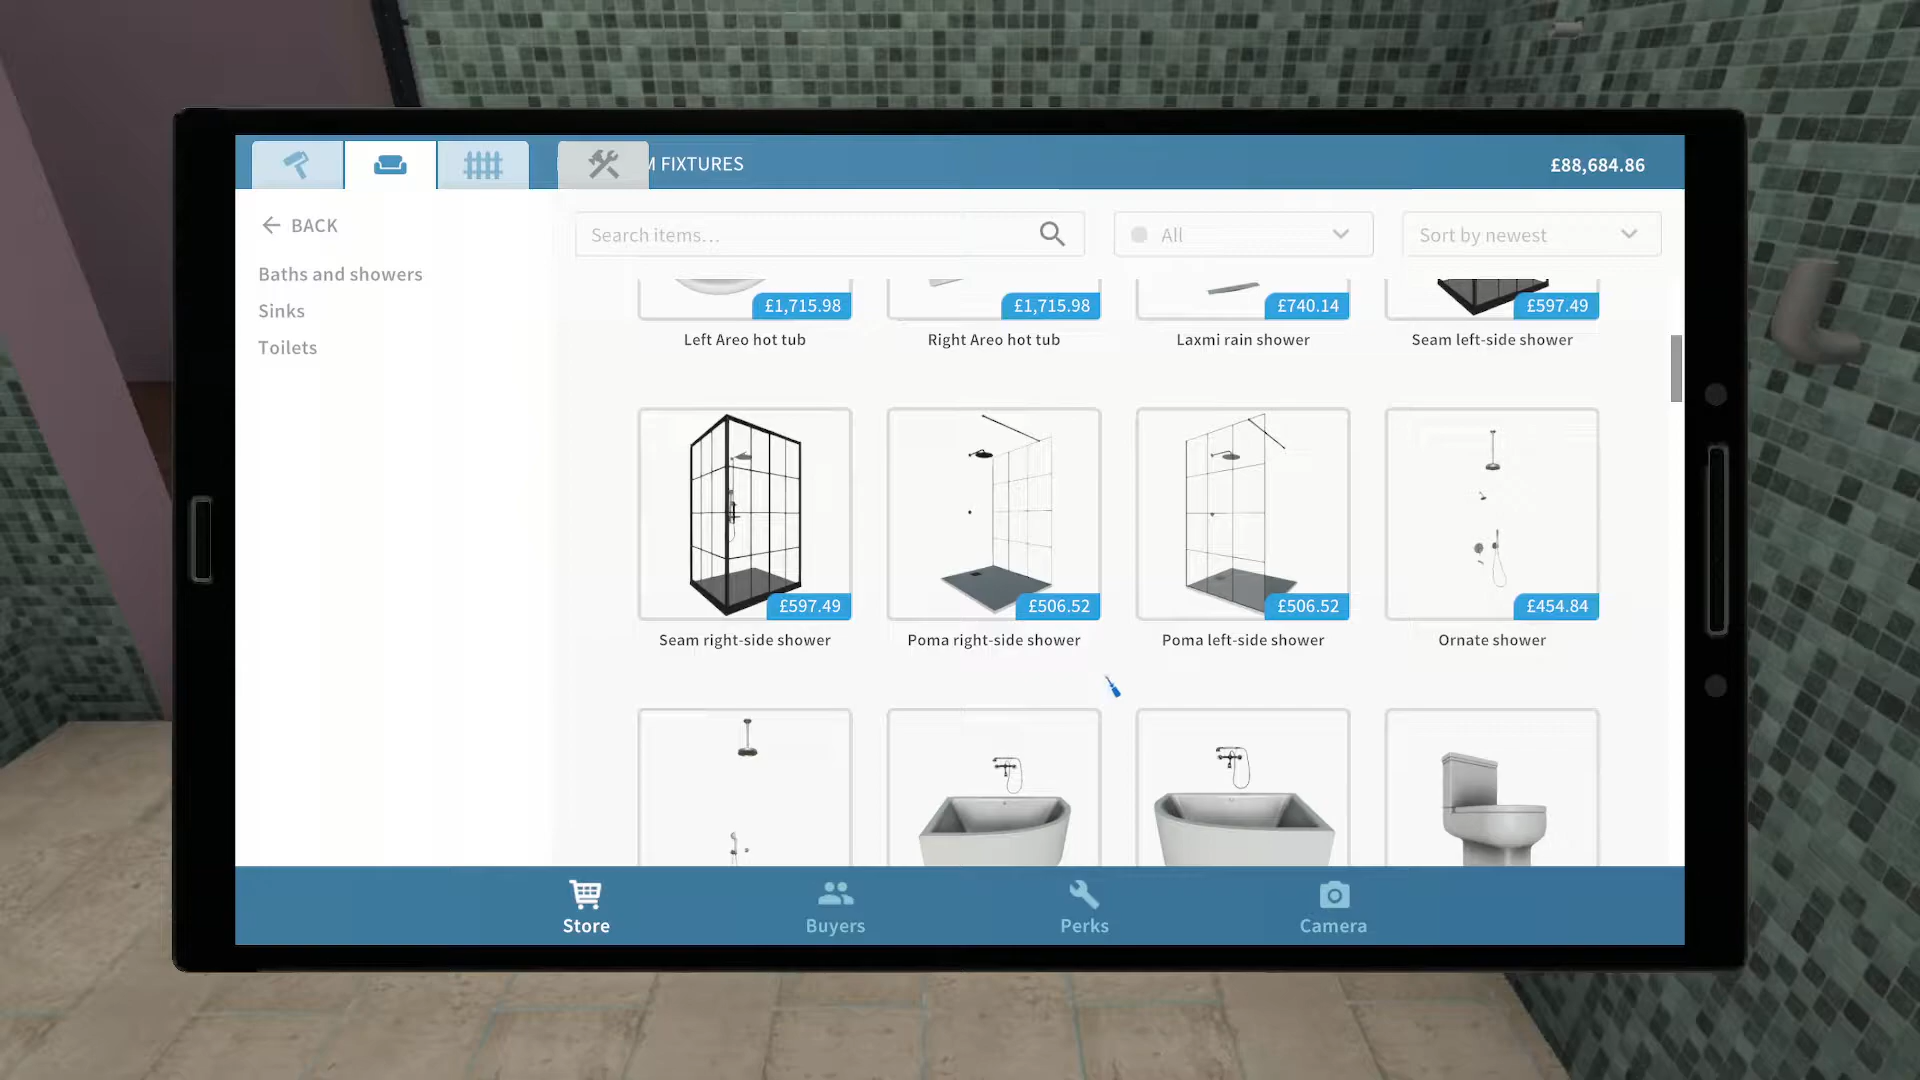 M FIXTURES
£88,684.86
BACK
Search items...
All
Sort by newest
Baths and showers
Sinks
Toilets
£1,715.98
£1,715.98
£740.14
£597.49
Left Areo hot tub
Right Areo hot tub
Laxmi rain shower
Seam left-side shower
£597.49
£506.52
£506.52
£454.84
Seam right-side shower
Poma right-side shower
Poma left-side shower
Ornate shower
Store
Buyers
Perks
Camera